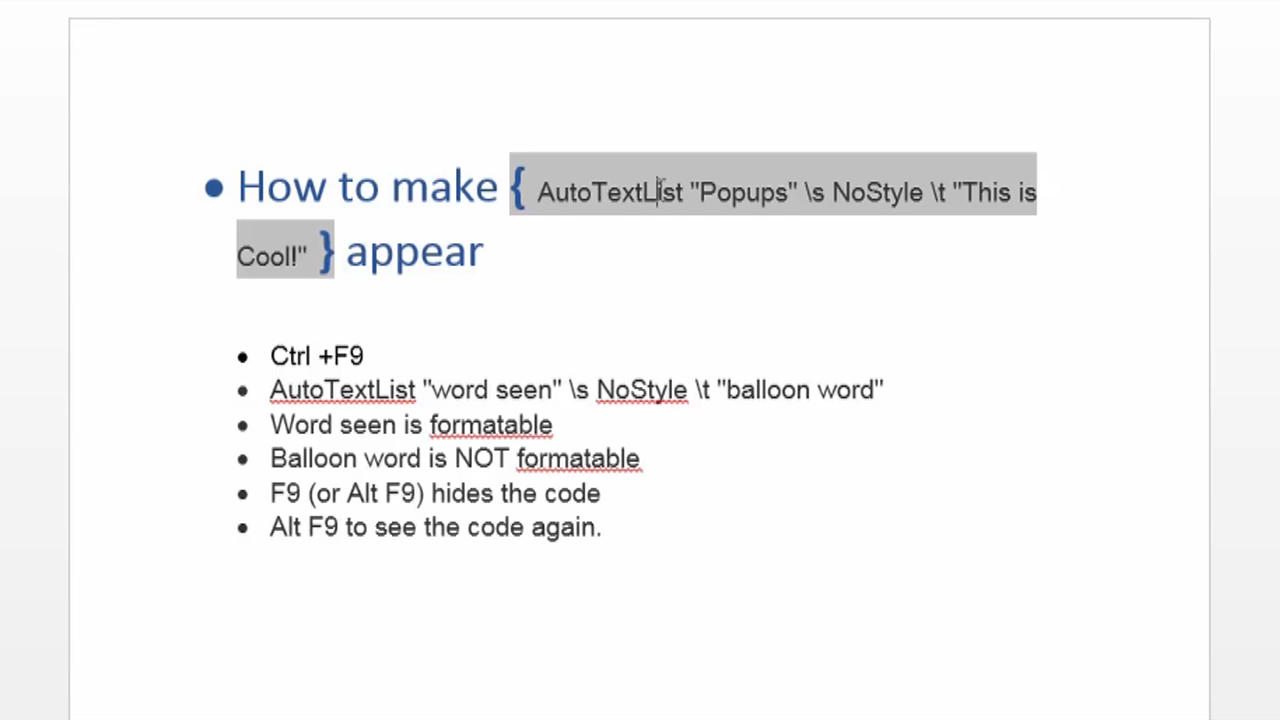 • How to make { AutoTextList "Popups" \s NoStyle \t "This is
Cool!" } appear
• Ctrl +F9
• AutoTextList "word seen" \s NoStyle \t "balloon word"
• Word seen is formatable
• Balloon word is NOT formatable
• F9 (or Alt F9) hides the code
• Alt F9 to see the code again.